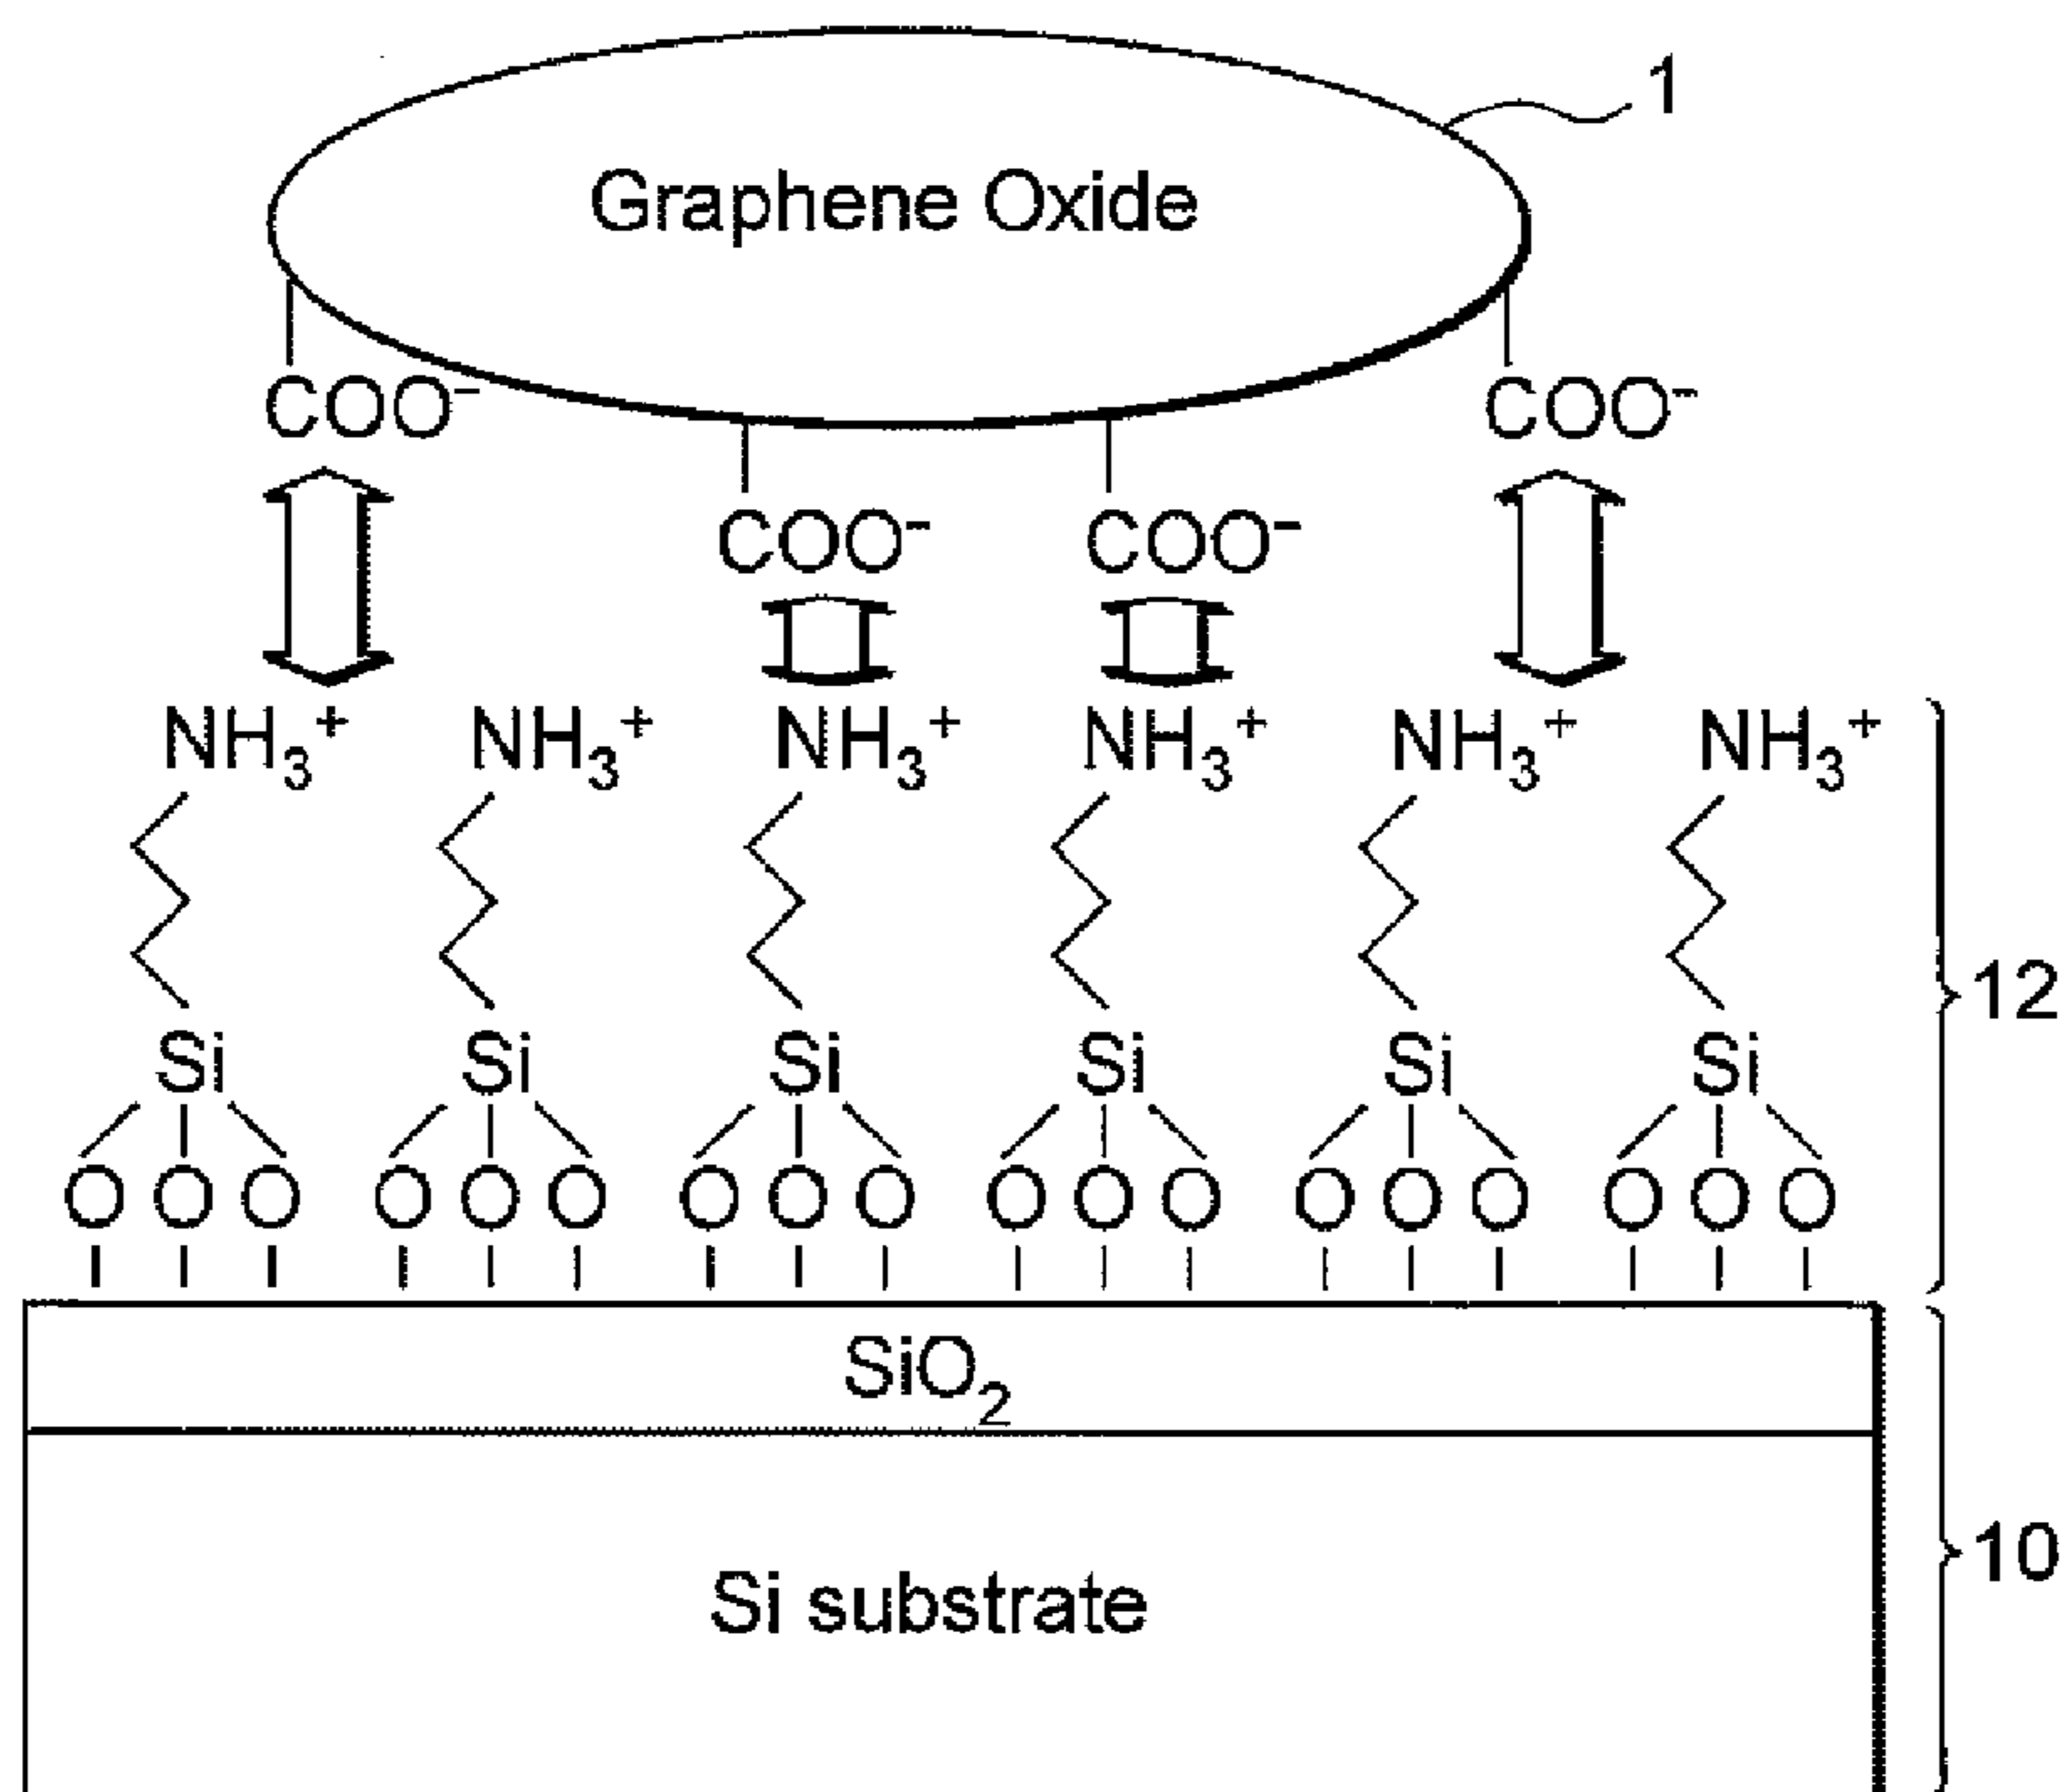 1
Graphene Oxide
COO⁻ COO⁻
COO⁻ COO⁻
NH₃⁺ NH₃⁺ NH₃⁺ NH₃⁺ NH₃⁺ NH₃⁺
12
Si Si Si Si Si Si
O O O O O O O O O O O O O O O O O O
SiO₂
10
Si substrate